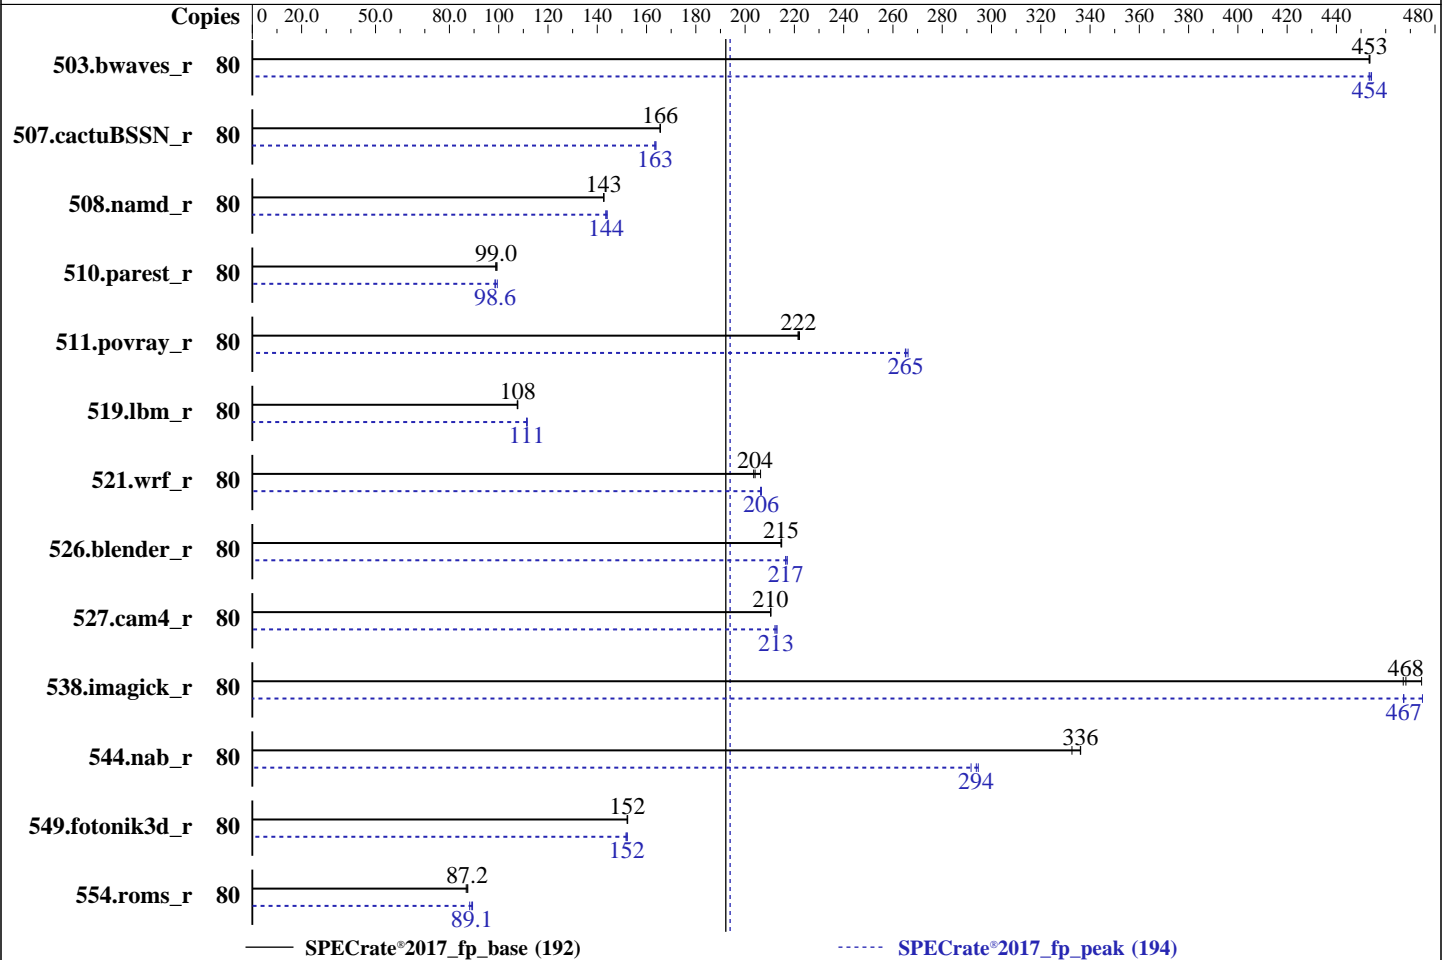 Copies 0 20.0 50.0 80.0 100 120 140 160 180 200 220 240 260 280 300 320 340 360 380 400 420 440 480
453
503.bwaves_r 80
454
166
507.cactuBSSN_r 80
163
143
508.namd_r 80
144
99.0
510.parest_r 80
98.6
222
511.povray_r 80
265
108
519.lbm_r 80
111
204
521.wrf_r 80
206
215
526.blender_r 80
217
210
527.cam4_r 80
213
468
538.imagick_r 80
467
336
544.nab_r 80
294
152
549.fotonik3d_r 80
152
87.2
554.roms_r 80
89.1
SPECrate®2017_fp_base (192) SPECrate®2017_fp_peak (194)